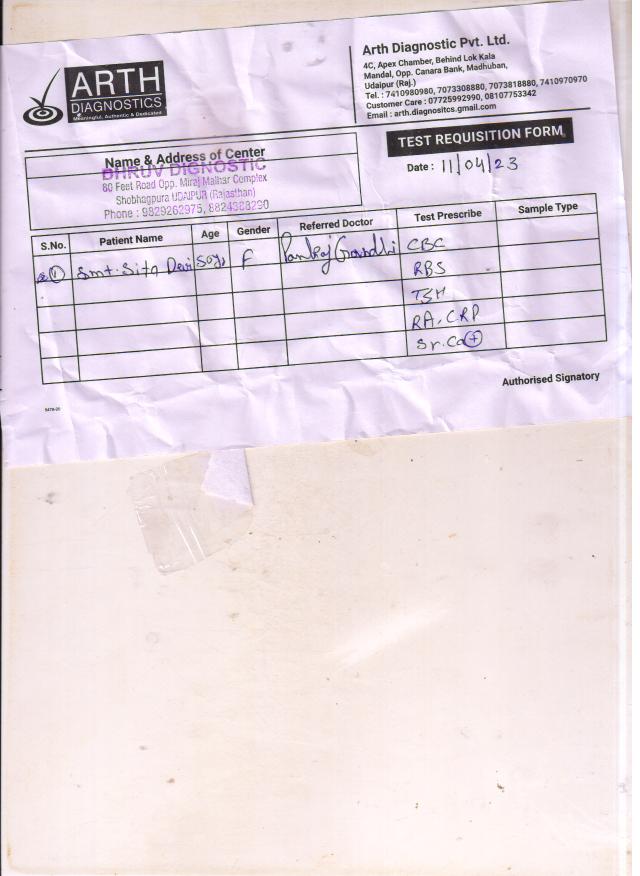 ARTH
DIAGNOSTICS
Meaningful, Authentic & Dedicated
Arth Diagnostic Pvt. Ltd.
4C, Apex Chamber, Behind Lok Kala
Mandal, Opp. Canara Bank, Madhuban,
Udaipur (Raj.)
Tel. : 7410980980, 7073308880, 7073818880, 7410970970
Customer Care : 07725992990, 08107753342
Email : arth.diagnositcs.gmail.com
TEST REQUISITION FORM
Date : 11/04/23
Name & Address of Center
DHRUV DIGNOSTIC
80 Feet Road Opp. Miraj Malhar Complex
Shobhagpura UDAIPUR (Rajasthan)
Phone : 9829262975,
S.No. Patient Name Age Gender Referred Doctor Test Prescribe Sample Type
1 Smt. Sita Devi 50y F Pankaj Gandhi CBC
RBS
TSH
RA, CRP
Sr. Ca +
Authorised Signatory